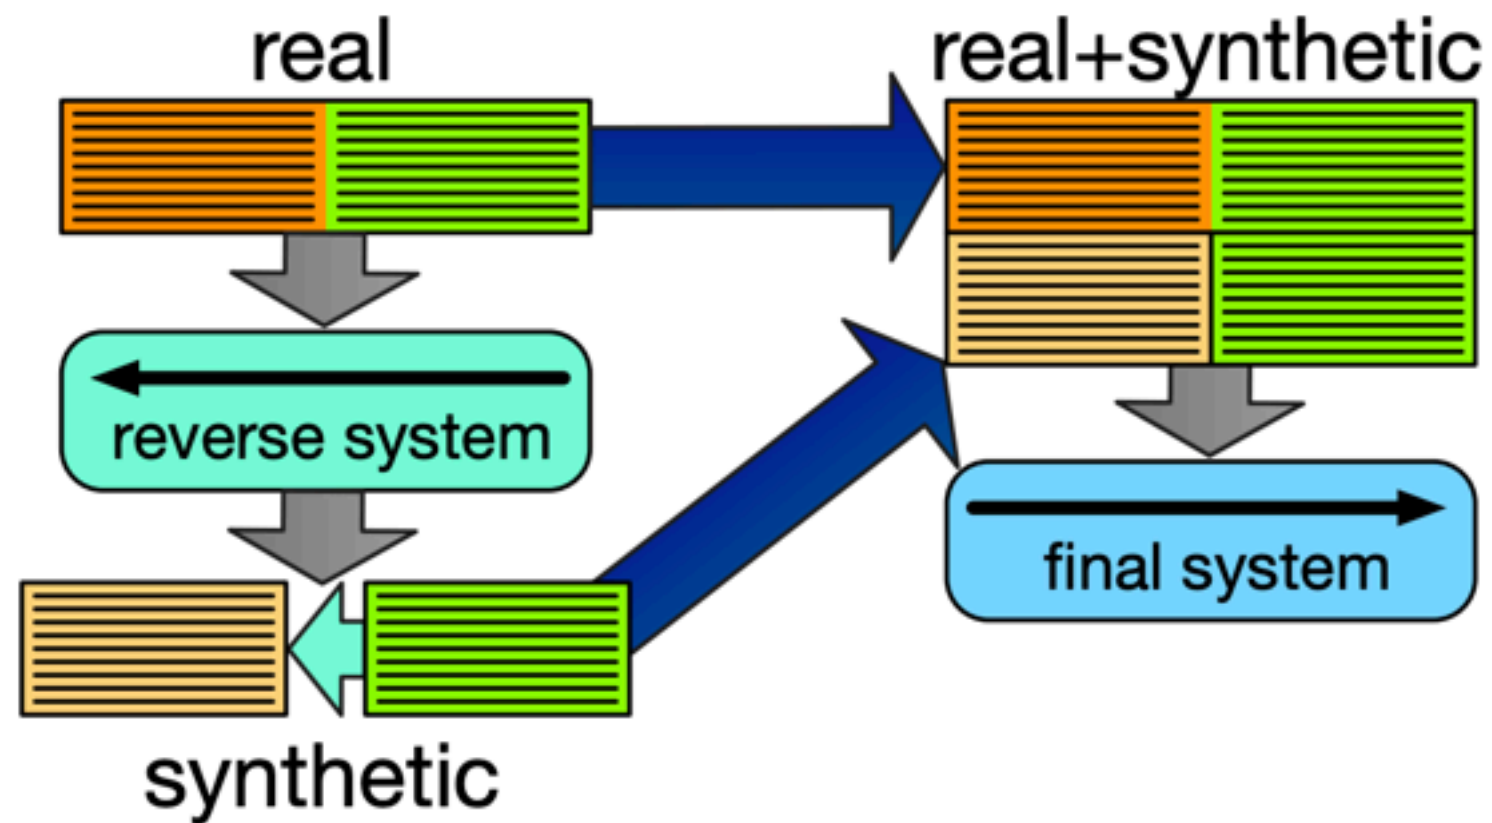 real
real+synthetic
reverse system
final system
synthetic